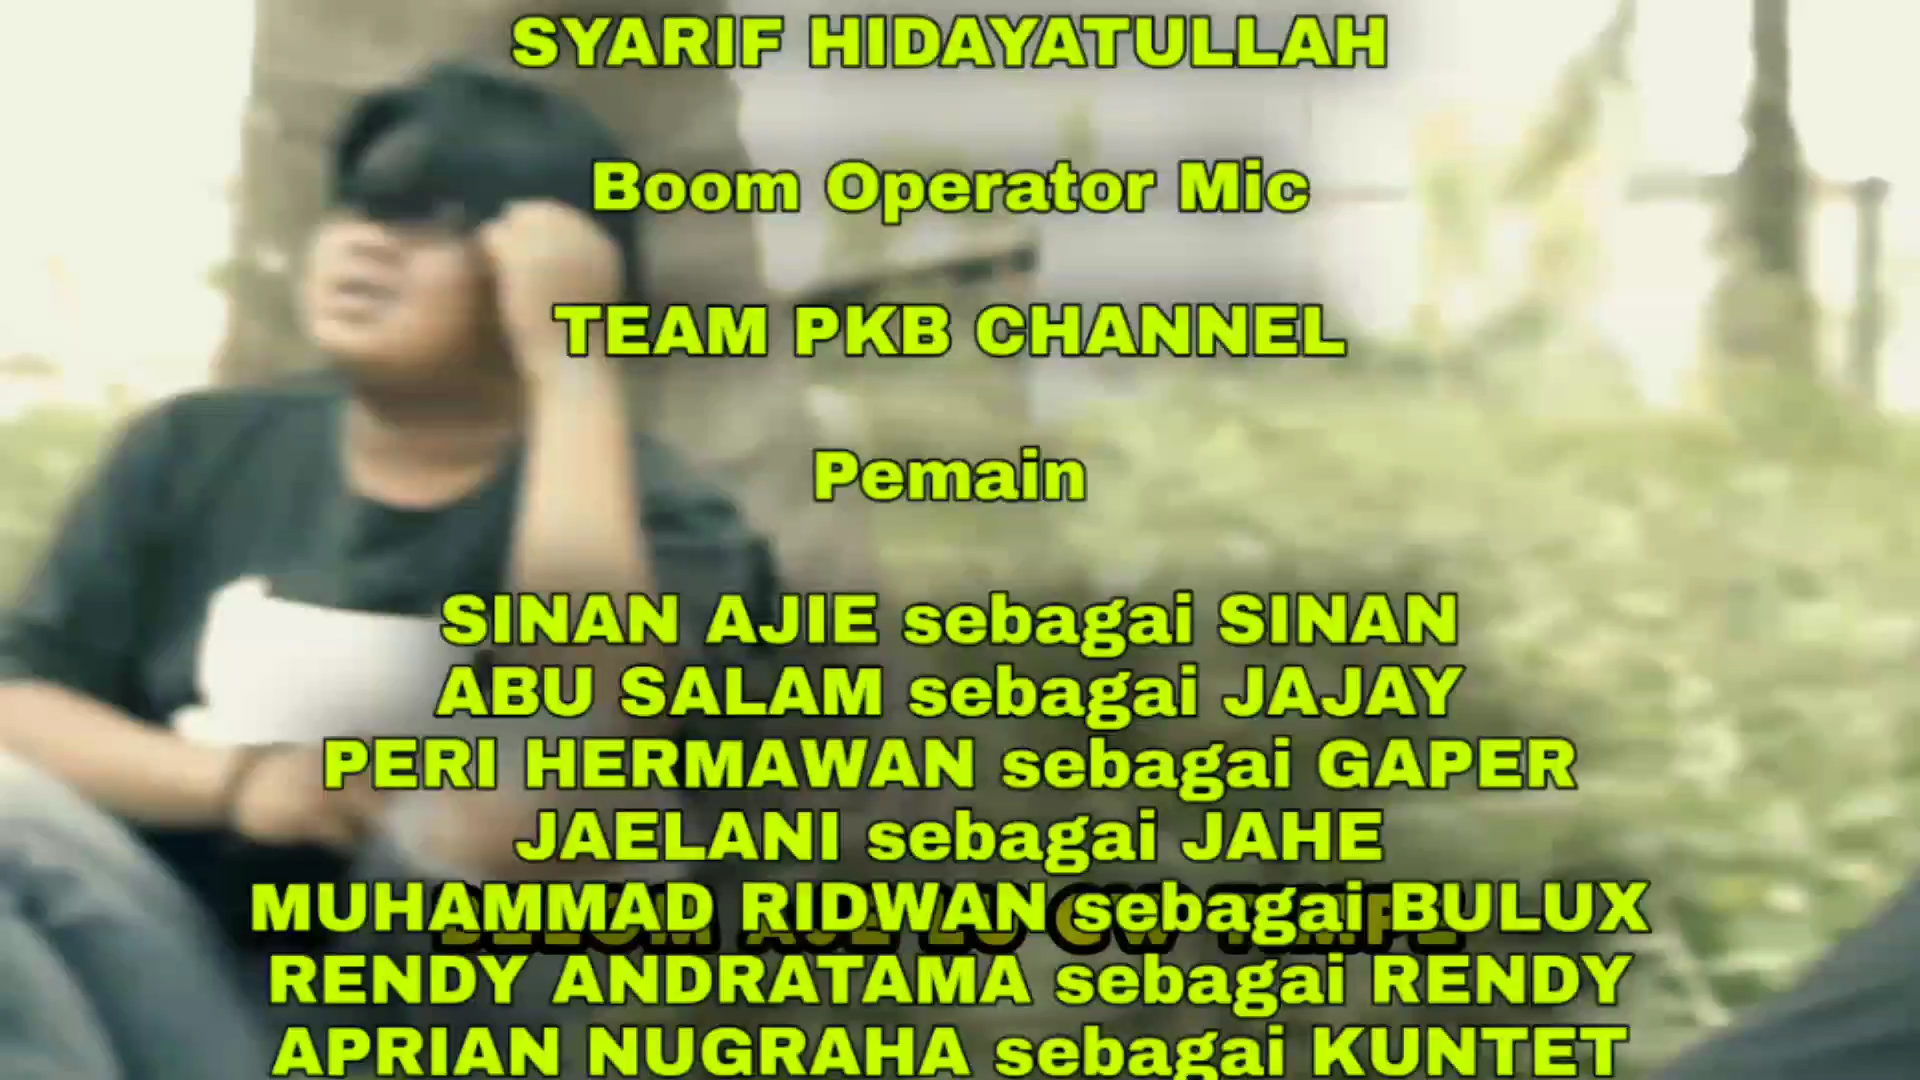 SYARIF HIDAYATULLAH
Boom Operator Mic
TEAM PKB CHANNEL
Pemain
SINAN AJIE sebagai SINAN
ABU SALAM sebagai JAJAY
PERI HERMAWAN sebagai GAPER
JAELANI sebagai JAHE
MUHAMMAD RIDWAN sebagai BULUX
RENDY ANDRATAMA sebagai RENDY
APRIAN NUGRAHA sebagai KUNTET